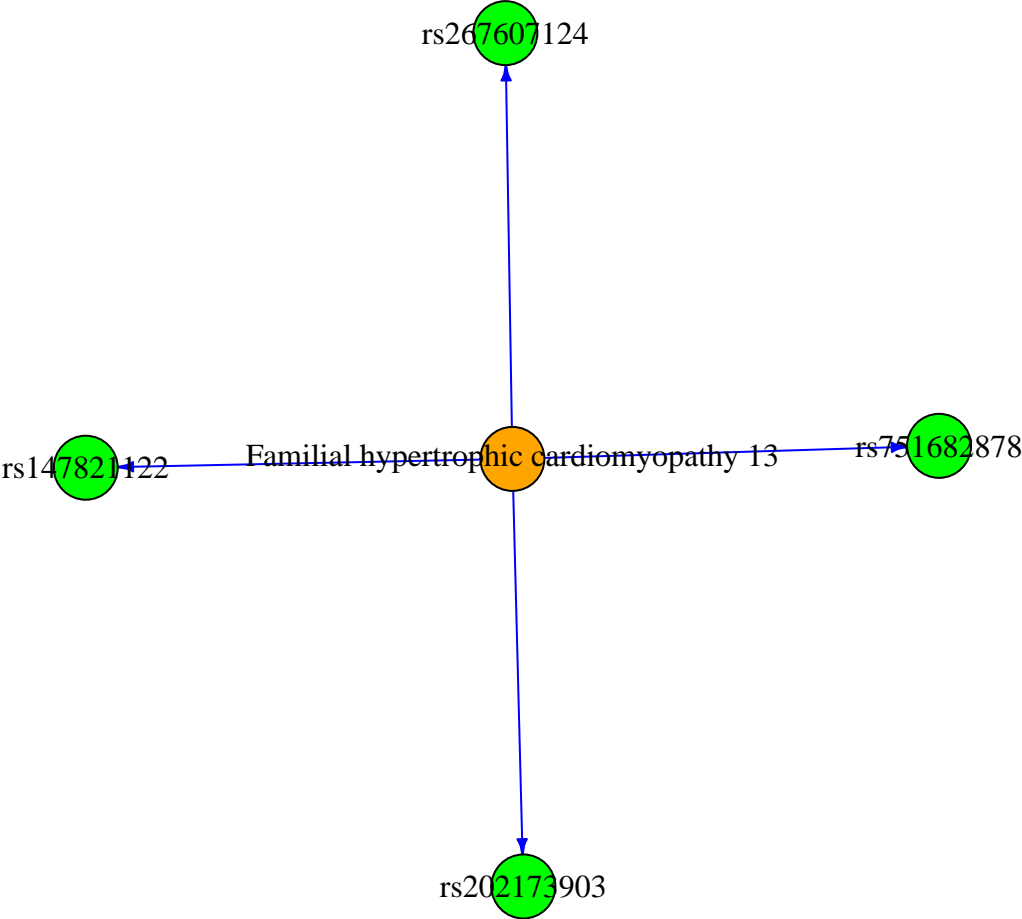 rs267607124
rs751682878
Familial hypertrophic cardiomyopathy 13
rs147821122
rs202173903